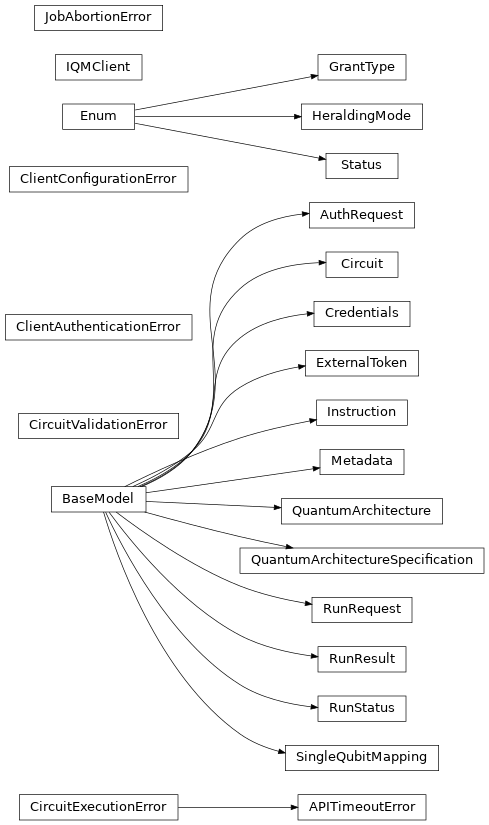 JobAbortionError
IQMClient
GrantType
Enum
HeraldingMode
Status
ClientConfigurationError
AuthRequest
Circuit
Credentials
ClientAuthenticationError
ExternalToken
Instruction
CircuitValidationError
Metadata
BaseModel
QuantumArchitecture
QuantumArchitectureSpecification
RunRequest
RunResult
RunStatus
SingleQubitMapping
CircuitExecutionError
APITimeoutError